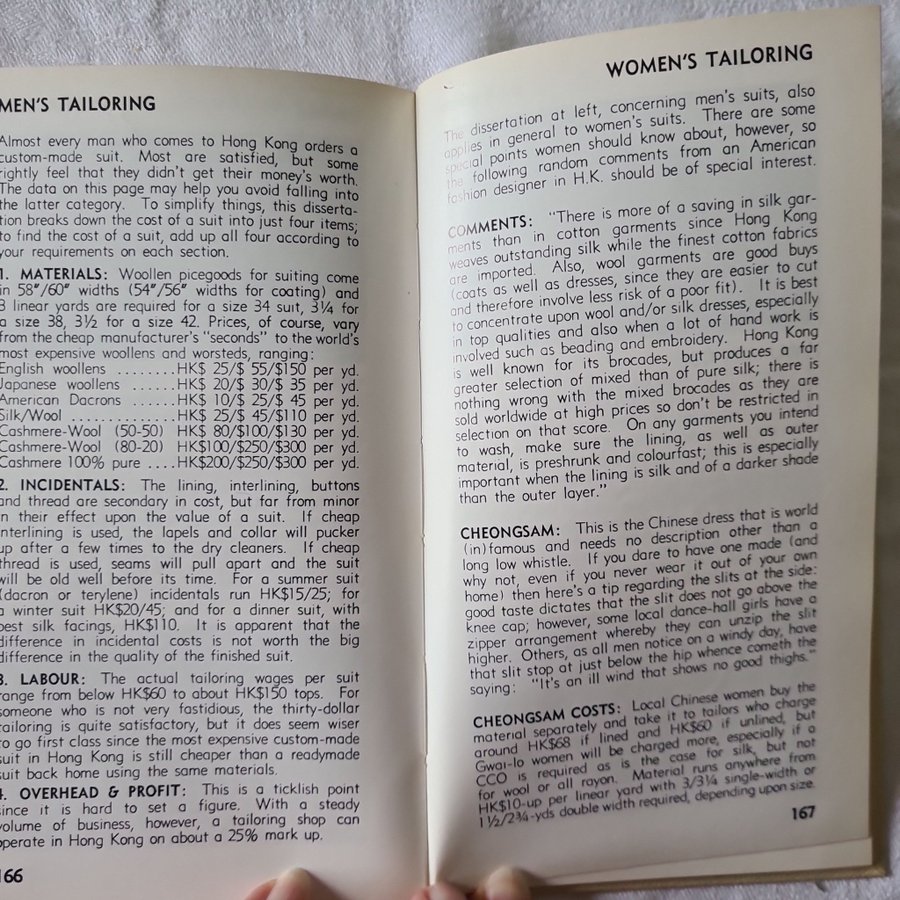 MEN'S TAILORING
Almost every man who comes to Hong Kong orders a
custom-made suit. Most are satisfied, but some
rightly feel that they didn't get their money's worth.
The data on this page may help you avoid falling into
the latter category. To simplify things, this disserta-
tion breaks down the cost of a suit into just four items;
to find the cost of a suit, add up all four according to
your requirements on each section.
1. MATERIALS: Woollen picegoods for suiting come
in 58″/60″ widths (54″/56″ widths for coating) and
3 linear yards are required for a size 34 suit, 3¼ for
a size 38, 3½ for a size 42. Prices, of course, vary
from the cheap manufacturer's "seconds" to the world's
most expensive woollens and worsteds, ranging:
English woollens ........HK$ 25/$ 55/$150 per yd.
Japanese woollens ......HK$ 20/$ 30/$ 35 per yd.
American Dacrons ......HK$ 10/$ 25/$ 45 per yd.
Silk/Wool ..............HK$ 25/$ 45/$110 per yd.
Cashmere-Wool (50-50) HK$ 80/$100/$130 per yd.
Cashmere-Wool (80-20) HK$100/$250/$300 per yd.
Cashmere 100% pure ....HK$200/$250/$300 per yd.
2. INCIDENTALS: The lining, interlining, buttons
and thread are secondary in cost, but far from minor
in their effect upon the value of a suit. If cheap
interlining is used, the lapels and collar will pucker
up after a few times to the dry cleaners. If cheap
thread is used, seams will pull apart and the suit
will be old well before its time. For a summer suit
(dacron or terylene) incidentals run HK$15/25; for
a winter suit HK$20/45; and for a dinner suit, with
best silk facings, HK$110. It is apparent that the
difference in incidental costs is not worth the big
difference in the quality of the finished suit.
3. LABOUR: The actual tailoring wages per suit
range from below HK$60 to about HK$150 tops. For
someone who is not very fastidious, the thirty-dollar
tailoring is quite satisfactory, but it does seem wiser
to go first class since the most expensive custom-made
suit in Hong Kong is still cheaper than a readymade
suit back home using the same materials.
4. OVERHEAD & PROFIT: This is a ticklish point
since it is hard to set a figure. With a steady
volume of business, however, a tailoring shop can
operate in Hong Kong on about a 25% mark up.
166
WOMEN'S TAILORING
The dissertation at left, concerning men's suits, also
applies in general to women's suits. There are some
special points women should know about, however, so
the following random comments from an American
fashion designer in H.K. should be of special interest.
COMMENTS: "There is more of a saving in silk gar-
ments than in cotton garments since Hong Kong
weaves outstanding silk while the finest cotton fabrics
are imported. Also, wool garments are good buys
(coats as well as dresses, since they are easier to cut
and therefore involve less risk of a poor fit). It is best
to concentrate upon wool and/or silk dresses, especially
in top qualities and also when a lot of hand work is
involved such as beading and embroidery. Hong Kong
is well known for its brocades, but produces a far
greater selection of mixed than of pure silk; there is
nothing wrong with the mixed brocades as they are
sold worldwide at high prices so don't be restricted in
selection on that score. On any garments you intend
to wash, make sure the lining, as well as outer
material, is preshrunk and colourfast; this is especially
important when the lining is silk and of a darker shade
than the outer layer."
CHEONGSAM: This is the Chinese dress that is world
(in)famous and needs no description other than a
long low whistle. If you dare to have one made (and
why not, even if you never wear it out of your own
home) then here's a tip regarding the slits at the side:
good taste dictates that the slit does not go above the
knee cap; however, some local dance-hall girls have a
zipper arrangement whereby they can unzip the slit
higher. Others, as all men notice on a windy day, have
that slit stop at just below the hip whence cometh the
saying: "It's an ill wind that shows no good thighs."
CHEONGSAM COSTS: Local Chinese women buy the
material separately and take it to tailors who charge
around HK$68 if lined and HK$60 if unlined, but
Gwai-lo women will be charged more, especially if a
CCO is required as is the case for silk, but not
for wool or all rayon. Material runs anywhere from
HK$10-up per linear yard with 3/3¼ single-width or
1½/2¾-yds double width required, depending upon size.
167